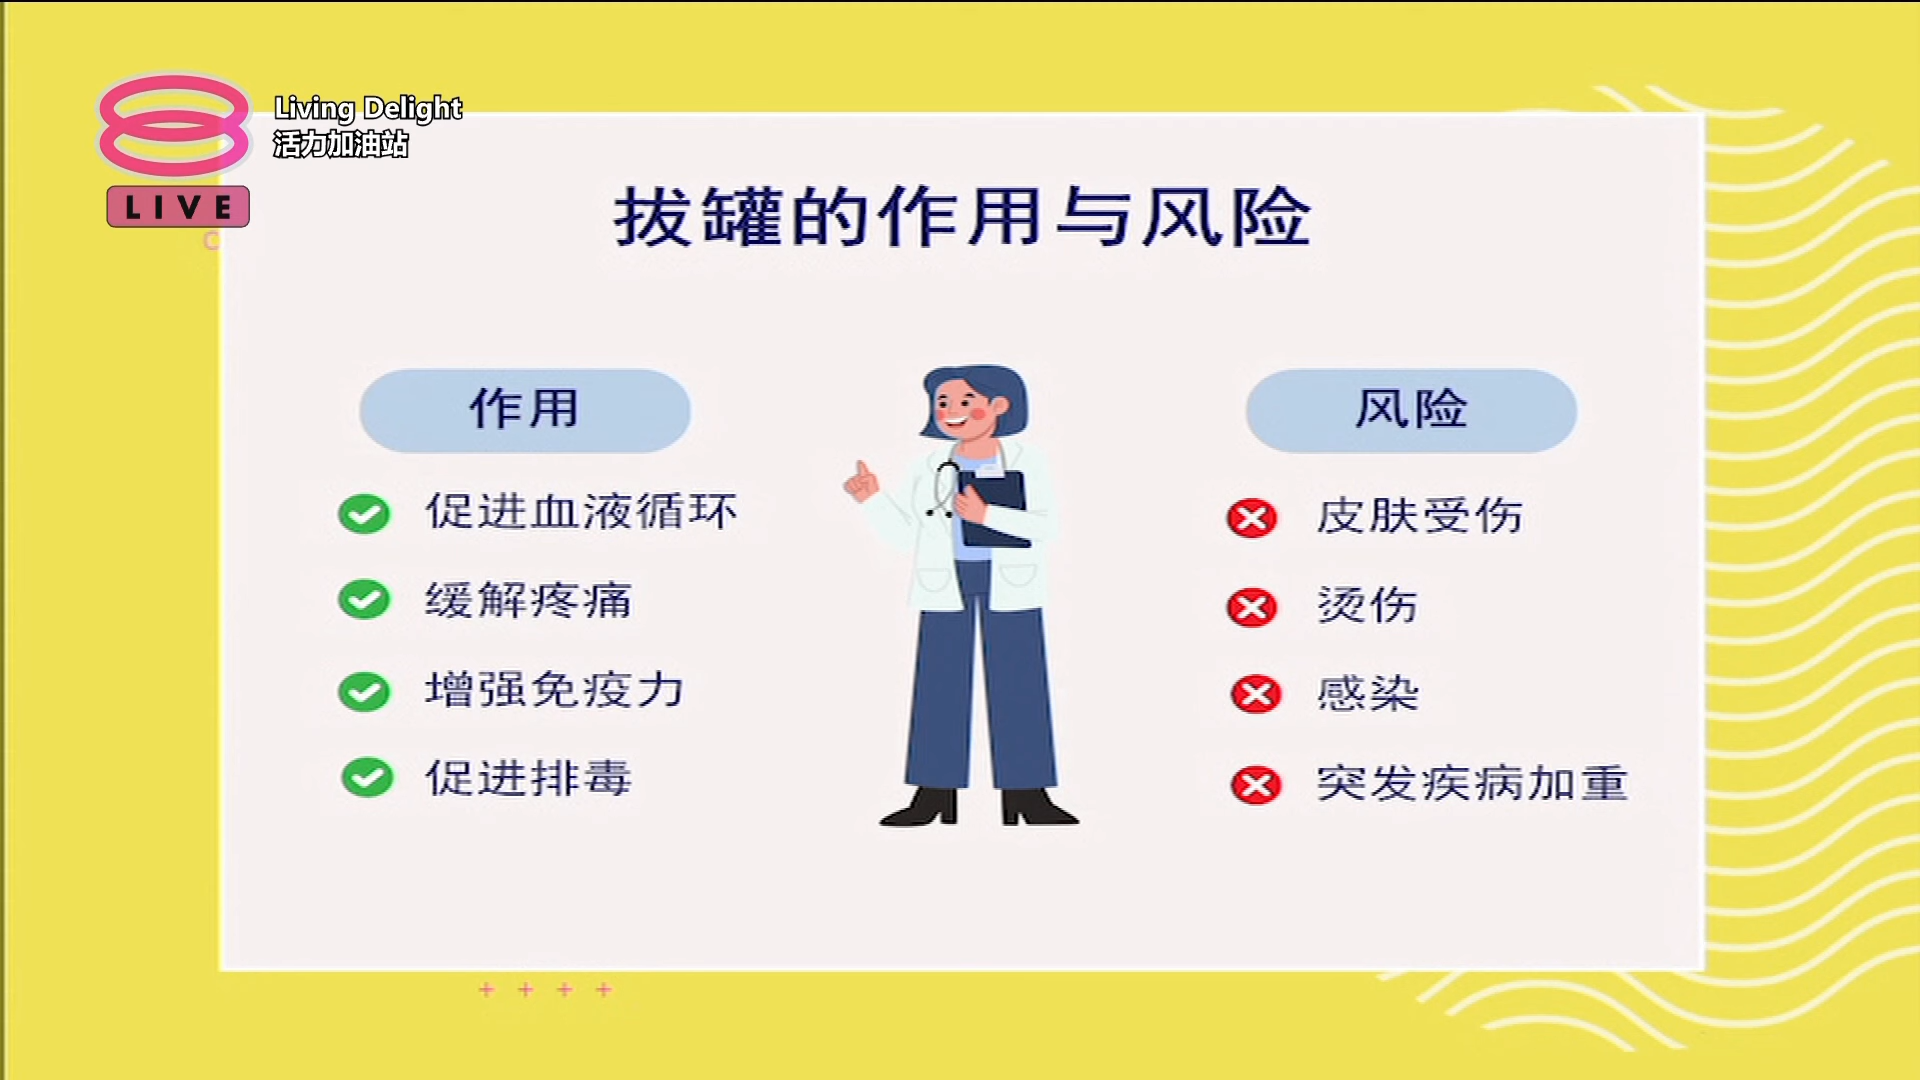 Living Delight
活力加油站
LIVE
拔罐的作用与风险
作用
促进血液循环
缓解疼痛
增强免疫力
促进排毒
风险
皮肤受伤
烫伤
感染
突发疾病加重